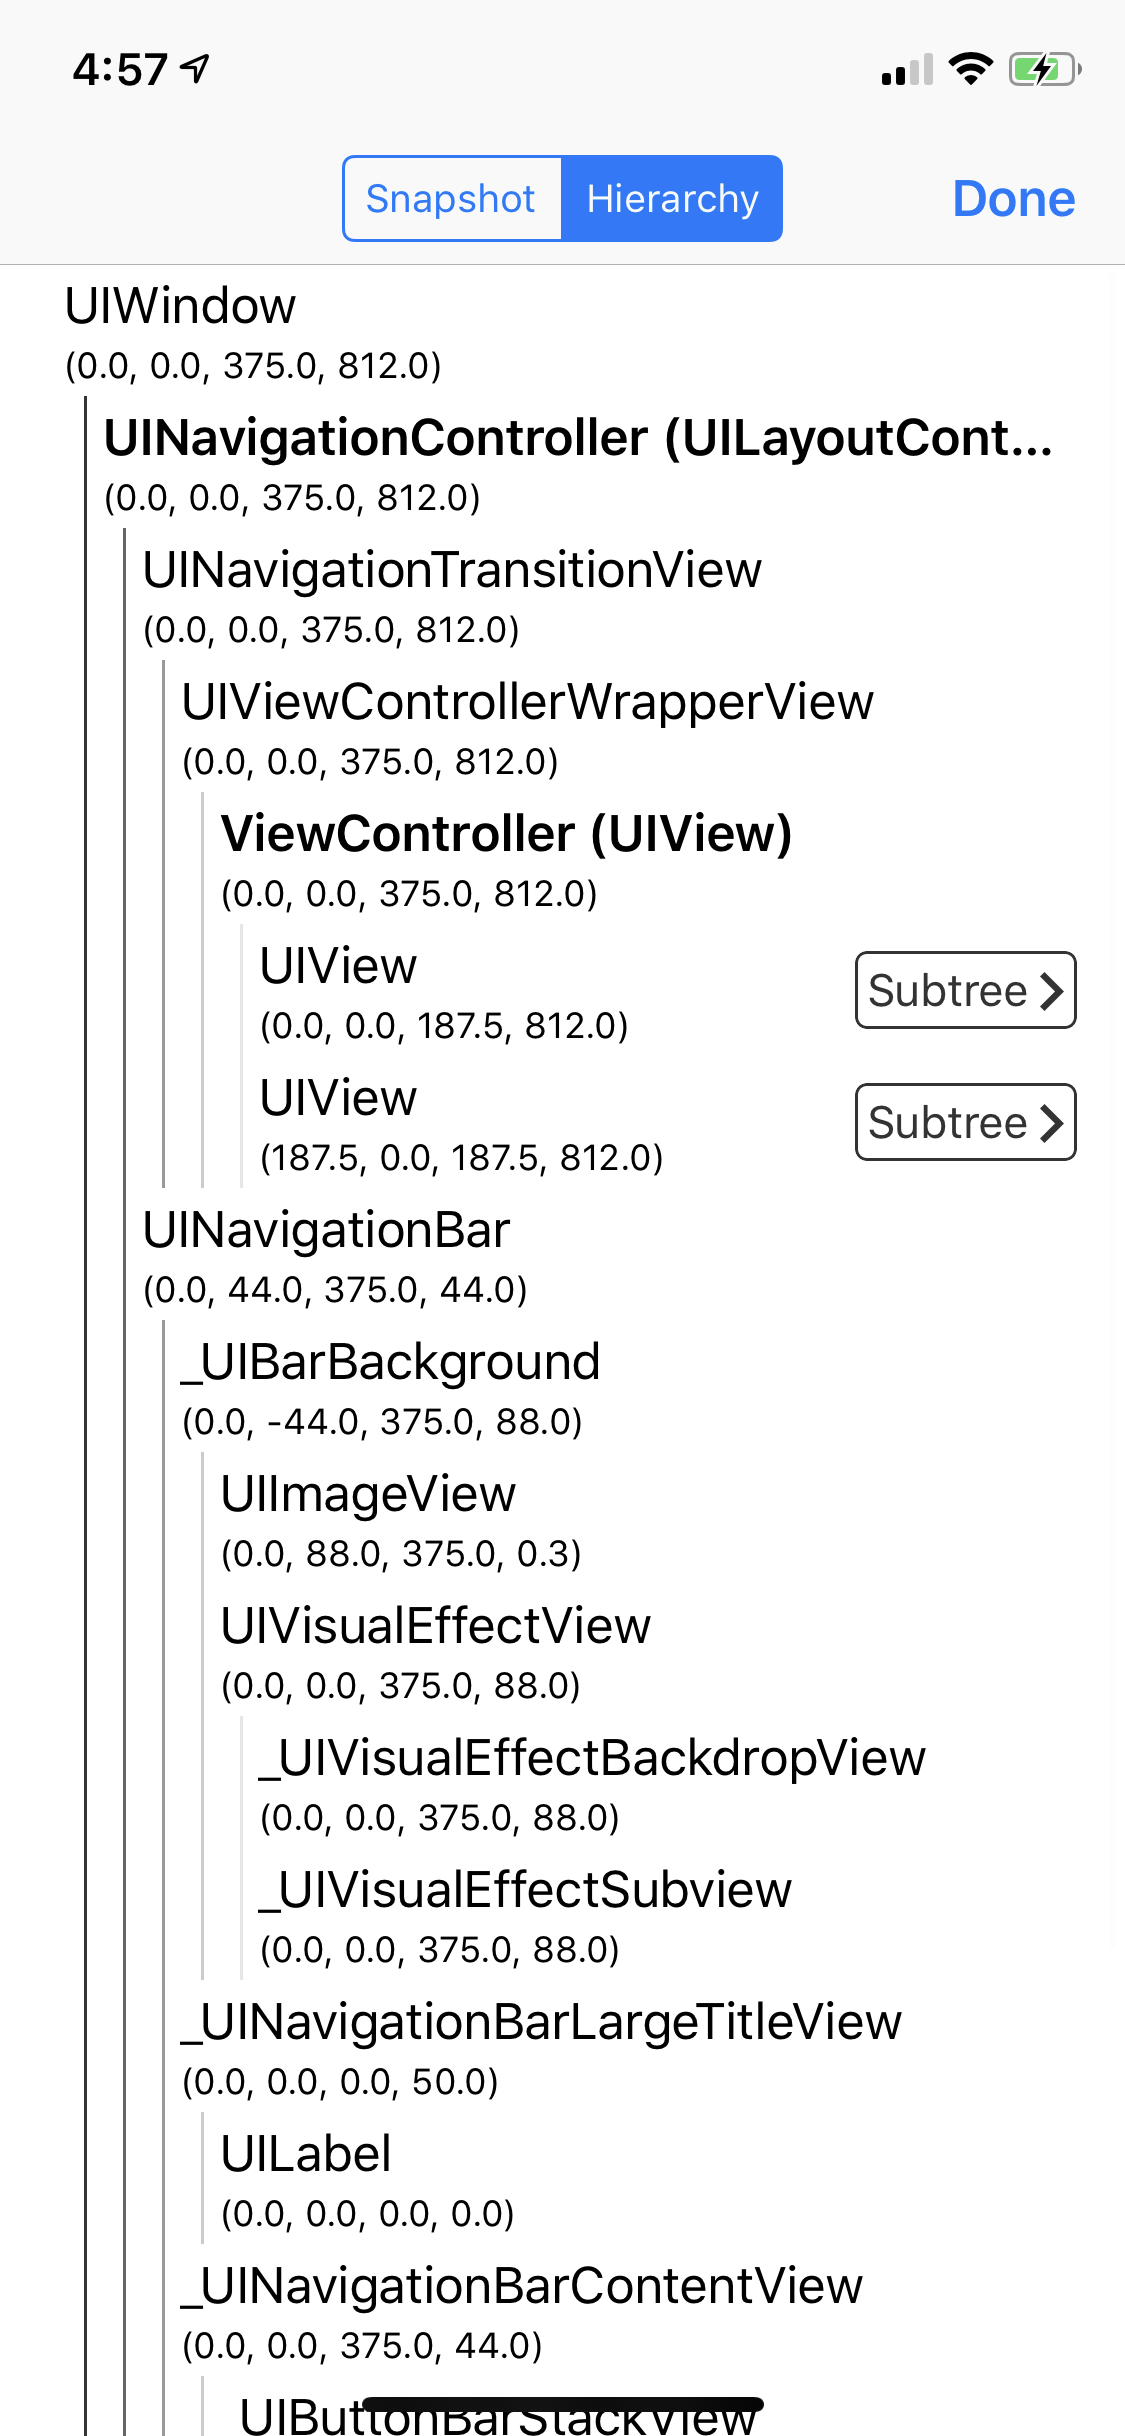 4:57
Snapshot Hierarchy Done
UIWindow
(0.0, 0.0, 375.0, 812.0)
UINavigationController (UILayoutCont...
(0.0, 0.0, 375.0, 812.0)
UINavigationTransitionView
(0.0, 0.0, 375.0, 812.0)
UIViewControllerWrapperView
(0.0, 0.0, 375.0, 812.0)
ViewController (UIView)
(0.0, 0.0, 375.0, 812.0)
UIView
Subtree
(0.0, 0.0, 187.5, 812.0)
UIView
Subtree
(187.5, 0.0, 187.5, 812.0)
UINavigationBar
(0.0, 44.0, 375.0, 44.0)
_UIBarBackground
(0.0, -44.0, 375.0, 88.0)
UIImageView
(0.0, 88.0, 375.0, 0.3)
UIVisualEffectView
(0.0, 0.0, 375.0, 88.0)
_UIVisualEffectBackdropView
(0.0, 0.0, 375.0, 88.0)
_UIVisualEffectSubview
(0.0, 0.0, 375.0, 88.0)
_UINavigationBarLargeTitleView
(0.0, 0.0, 0.0, 50.0)
UILabel
(0.0, 0.0, 0.0, 0.0)
_UINavigationBarContentView
(0.0, 0.0, 375.0, 44.0)
UIButtonBarStackView